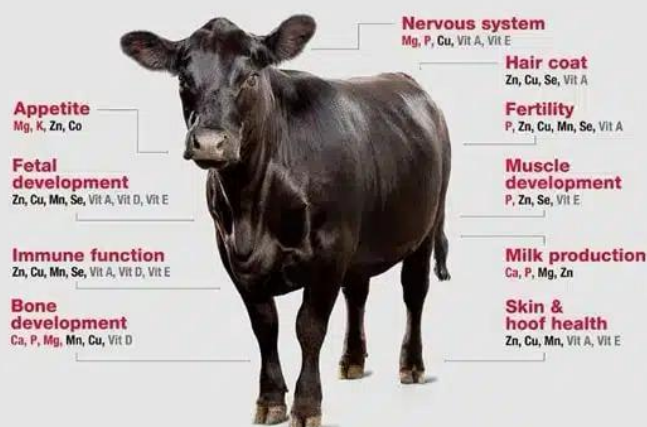 Nervous system
Mg, P, Cu, Vit A, Vit E
Hair coat
Zn, Cu, Se, Vit A
Appetite
Mg, K, Zn, Co
Fertility
P, Zn, Cu, Mn, Se, Vit A
Fetal
development
Zn, Cu, Mn, Se, Vit A, Vit D, Vit E
Muscle
development
P, Zn, Se, Vit E
Immune function
Zn, Cu, Mn, Se, Vit A, Vit D, Vit E
Milk production
Ca, P, Mg, Zn
Bone
development
Ca, P, Mg, Mn, Cu, Vit D
Skin &
hoof health
Zn, Cu, Mn, Vit A, Vit E